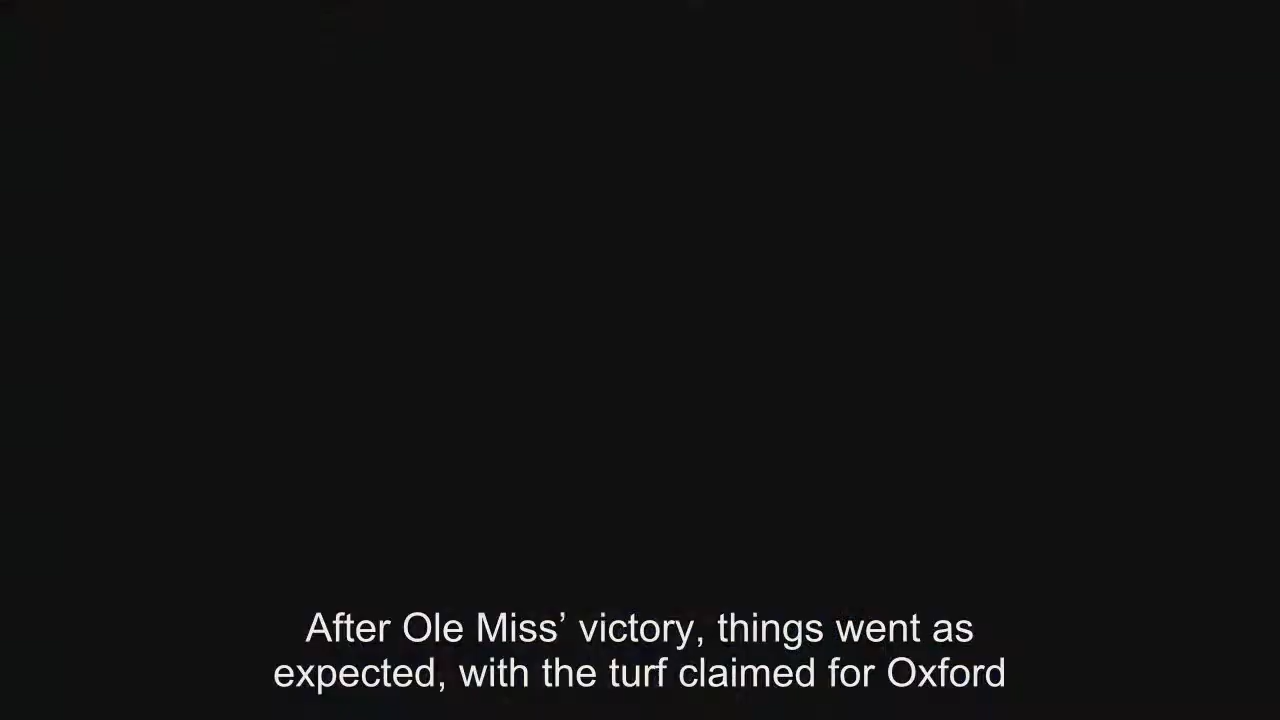 After Ole Miss’ victory, things went as
expected, with the turf claimed for Oxford